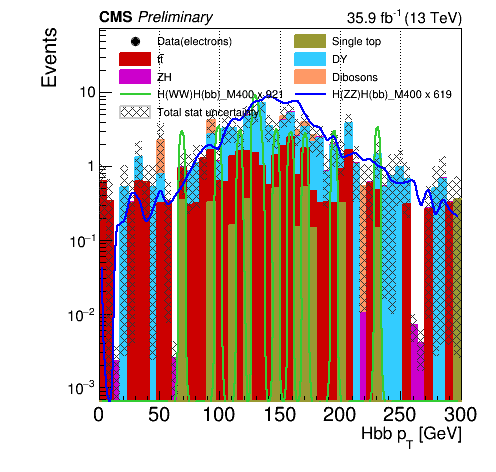 CMS Preliminary 35.9 fb⁻¹ (13 TeV)
Events
Data(electrons) Single top
tt̄ DY
ZH Dibosons
H(WW)H(bb)_M400 x 921 H(ZZ)H(bb)_M400 x 619
Total stat uncertainty
10
1
10⁻¹
10⁻²
10⁻³
0 50 100 150 200 250 300
Hbb p_T [GeV]